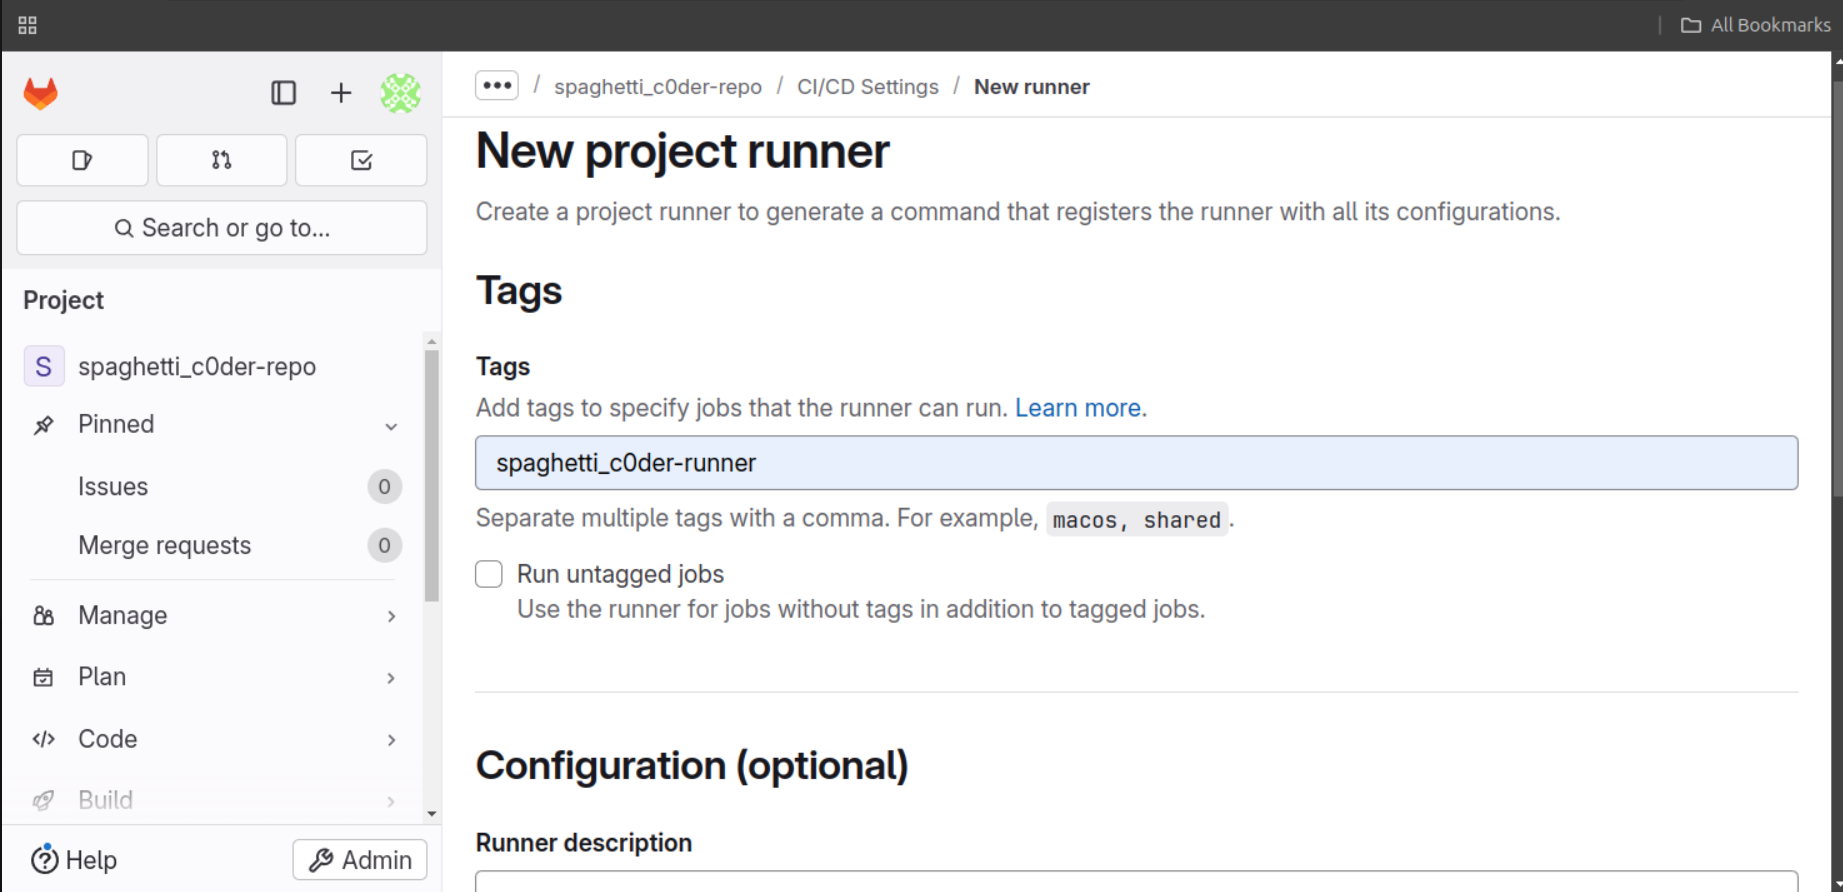 All Bookmarks
spaghetti_c0der-repo / CI/CD Settings / New runner
Search or go to...
Project
S spaghetti_c0der-repo
Pinned
Issues 0
Merge requests 0
Manage
Plan
Code
Build
Help
Admin
New project runner
Create a project runner to generate a command that registers the runner with all its configurations.
Tags
Tags
Add tags to specify jobs that the runner can run. Learn more.
spaghetti_c0der-runner
Separate multiple tags with a comma. For example, macos, shared.
Run untagged jobs
Use the runner for jobs without tags in addition to tagged jobs.
Configuration (optional)
Runner description